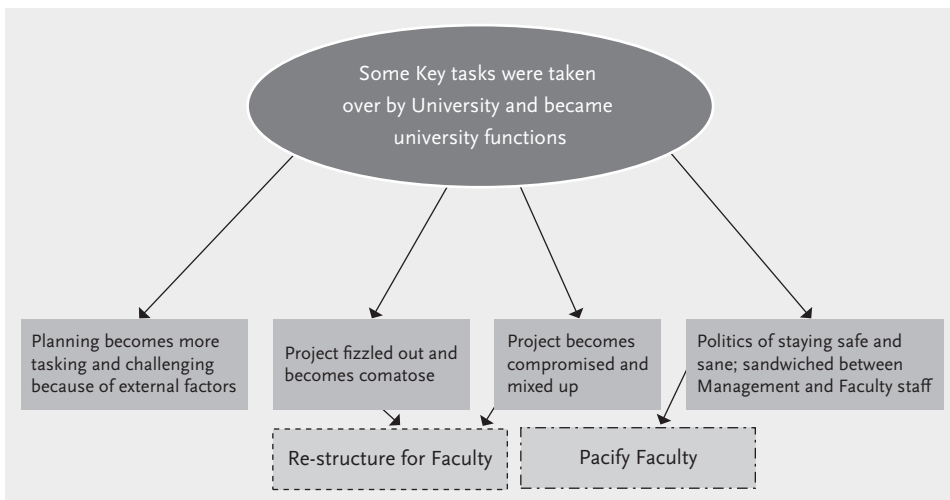 Some Key tasks were taken
over by University and became
university functions
Planning becomes more
tasking and challenging
because of external factors
Project fizzled out and
becomes comatose
Project becomes
compromised and
mixed up
Politics of staying safe and
sane; sandwiched between
Management and Faculty staff
Re-structure for Faculty
Pacify Faculty